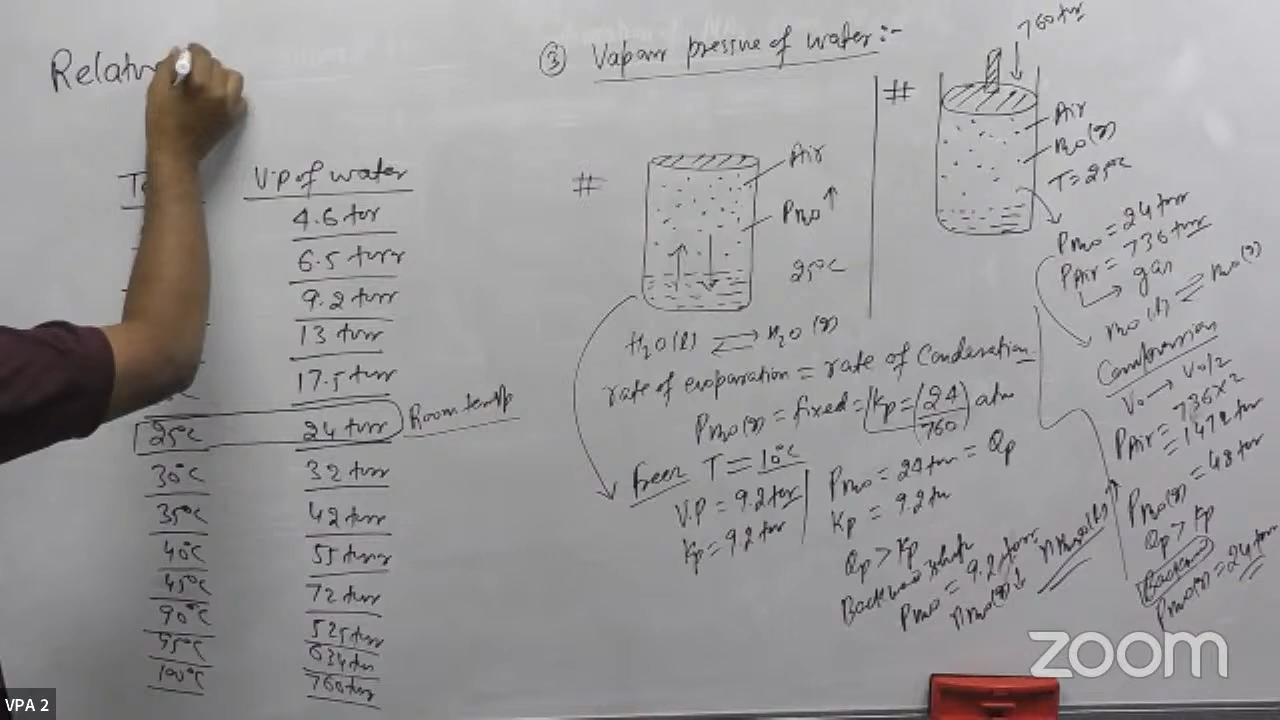 Relativ
V.P of water
4.6 torr
6.5 torr
9.2 torr
13 torr
17.5 torr
25°C 24 torr Room temp
30°C 32 torr
35°C 42 torr
40°C 55 torr
45°C 72 torr
90°C 525 torr
95°C 634 torr
100°C 760 torr
③ Vapour pressure of water:-
#
Air
PH₂O ↑
25°C
H₂O(l) ⇌ H₂O(g)
rate of evaporation = rate of Condensation
PH₂O(g) = fixed = Kp = (24/760) atm
T = 10°C
V.P = 9.2 torr
Kp = 9.2 torr
PH₂O = 24 torr = Qp
Kp = 9.2 torr
Qp > Kp
Backward shift
PH₂O = 9.2 torr
nH₂O(g) ↓ nH₂O(l) ↑
#
760 torr
Air
H₂O(g)
T = 25°C
PH₂O = 24 torr
PAir = 736 torr
gas
H₂O(l) ⇌ H₂O(g)
Compression
V₀ → V₀/2
PAir = 736 x 2
= 1472 torr
PH₂O(g) = 48 torr
Qp > Kp
Backward
PH₂O(g) = 24 torr
zoom
VPA 2